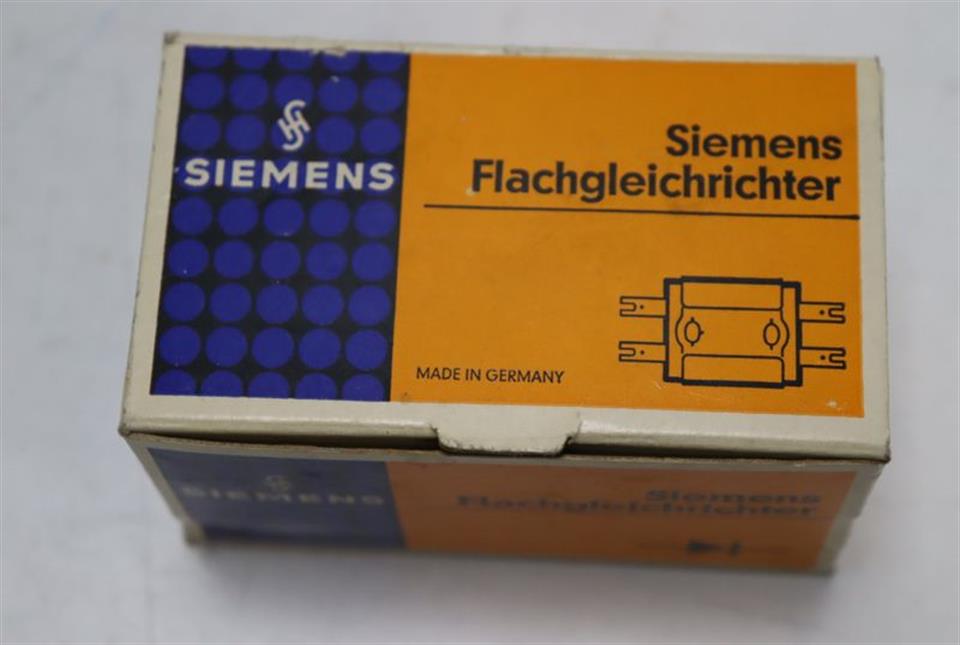 SIEMENS
Siemens
Flachgleichrichter
MADE IN GERMANY
SIEMENS
Siemens
Flachgleichrichter